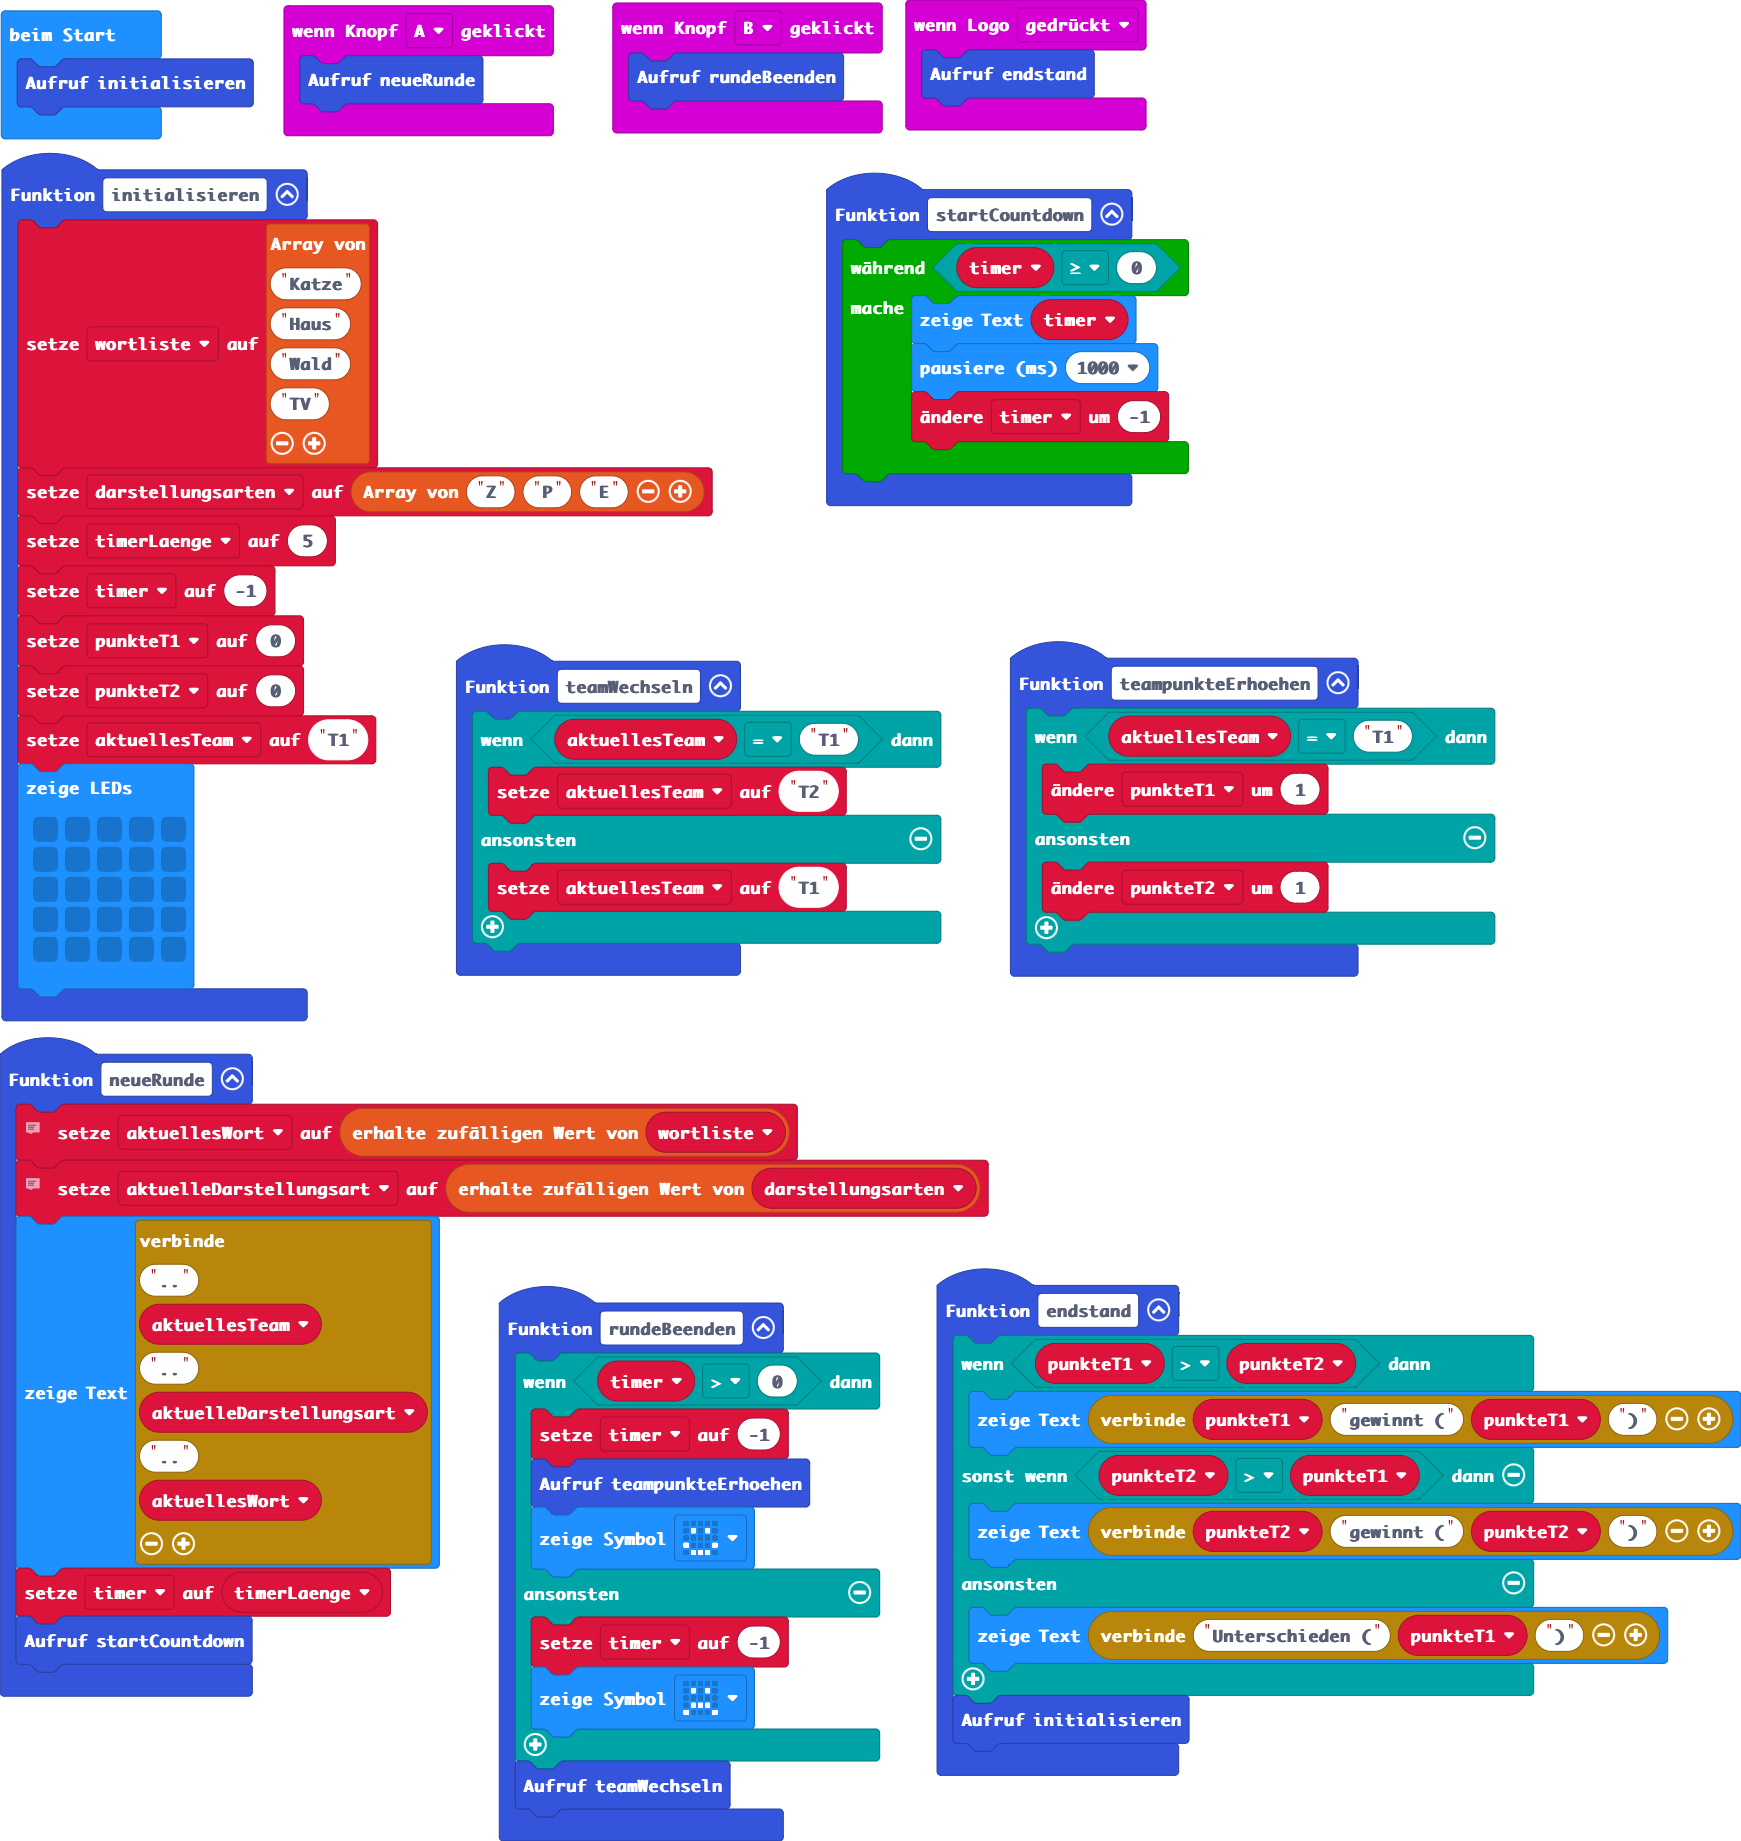 beim Start
Aufruf initialisieren
wenn Knopf A geklickt
Aufruf neueRunde
wenn Knopf B geklickt
Aufruf rundeBeenden
wenn Logo gedrückt
Aufruf endstand
Funktion initialisieren
setze wortliste auf
Array von
"Katze"
"Haus"
"Wald"
"TV"
setze darstellungsarten auf Array von "Z" "P" "E"
setze timerLaenge auf 5
setze timer auf -1
setze punkteT1 auf 0
setze punkteT2 auf 0
setze aktuellesTeam auf "T1"
zeige LEDs
Funktion startCountdown
während timer ≥ 0
mache
zeige Text timer
pausiere (ms) 1000
ändere timer um -1
Funktion teamWechseln
wenn aktuellesTeam = "T1" dann
setze aktuellesTeam auf "T2"
ansonsten
setze aktuellesTeam auf "T1"
Funktion teampunkteErhoehen
wenn aktuellesTeam = "T1" dann
ändere punkteT1 um 1
ansonsten
ändere punkteT2 um 1
Funktion neueRunde
setze aktuellesWort auf erhalte zufälligen Wert von wortliste
setze aktuelleDarstellungsart auf erhalte zufälligen Wert von darstellungsarten
zeige Text
verbinde
".."
aktuellesTeam
".."
aktuelleDarstellungsart
".."
aktuellesWort
setze timer auf timerLaenge
Aufruf startCountdown
Funktion rundeBeenden
wenn timer > 0 dann
setze timer auf -1
Aufruf teampunkteErhoehen
zeige Symbol
ansonsten
setze timer auf -1
zeige Symbol
Aufruf teamWechseln
Funktion endstand
wenn punkteT1 > punkteT2 dann
zeige Text verbinde punkteT1 "gewinnt (" punkteT1 ")"
sonst wenn punkteT2 > punkteT1 dann
zeige Text verbinde punkteT2 "gewinnt (" punkteT2 ")"
ansonsten
zeige Text verbinde "Unterschieden (" punkteT1 ")"
Aufruf initialisieren